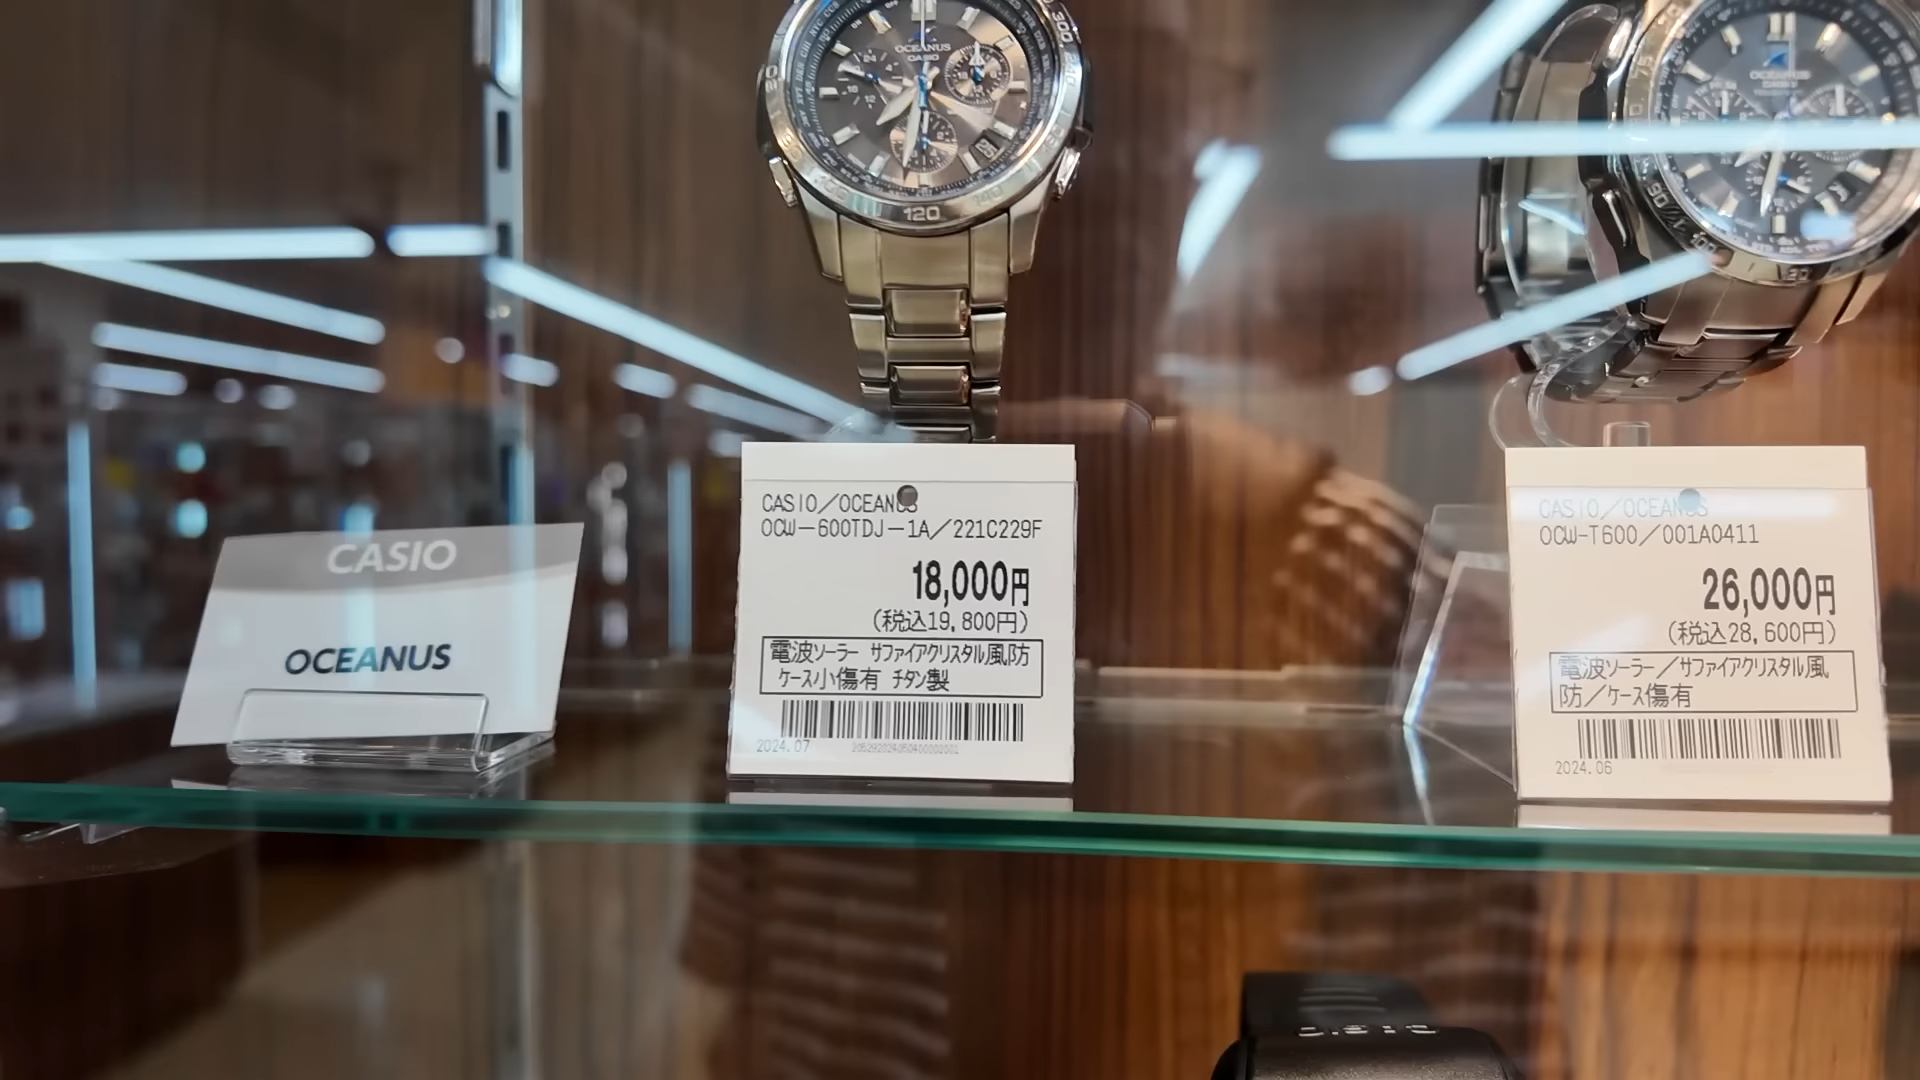 OCEANUS
CASIO
120
CASIO
OCEANUS
CASIO/OCEANUS
OCW-600TDJ-1A/221C229F
18,000円
(税込19,800円)
電波ソーラー サファイアクリスタル風防
ケース小傷有 チタン製
2024.07
OCEANUS
CASIO/OCEANUS
OCW-T600/001A0411
26,000円
(税込28,600円)
電波ソーラー/サファイアクリスタル風
防/ケース傷有
2024.06